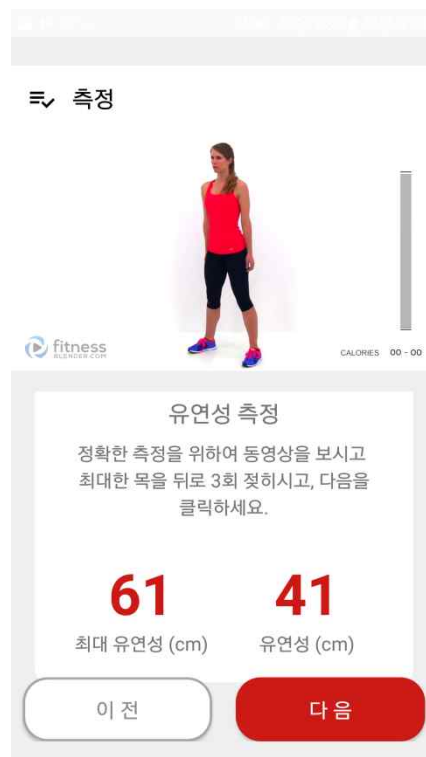 측정
fitness
BLENDER.COM
CALORIES 00 - 00
유연성 측정
정확한 측정을 위하여 동영상을 보시고
최대한 목을 뒤로 3회 젖히시고, 다음을
클릭하세요.
61 41
최대 유연성 (cm) 유연성 (cm)
이 전 다 음